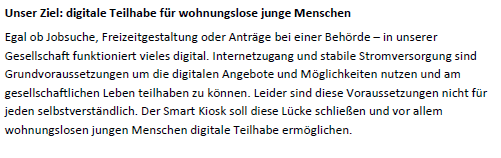 Unser Ziel: digitale Teilhabe für wohnungslose junge Menschen
Egal ob Jobsuche, Freizeitgestaltung oder Anträge bei einer Behörde – in unserer
Gesellschaft funktioniert vieles digital. Internetzugang und stabile Stromversorgung sind
Grundvoraussetzungen um die digitalen Angebote und Möglichkeiten nutzen und am
gesellschaftlichen Leben teilhaben zu können. Leider sind diese Voraussetzungen nicht für
jeden selbstverständlich. Der Smart Kiosk soll diese Lücke schließen und vor allem
wohnungslosen jungen Menschen digitale Teilhabe ermöglichen.